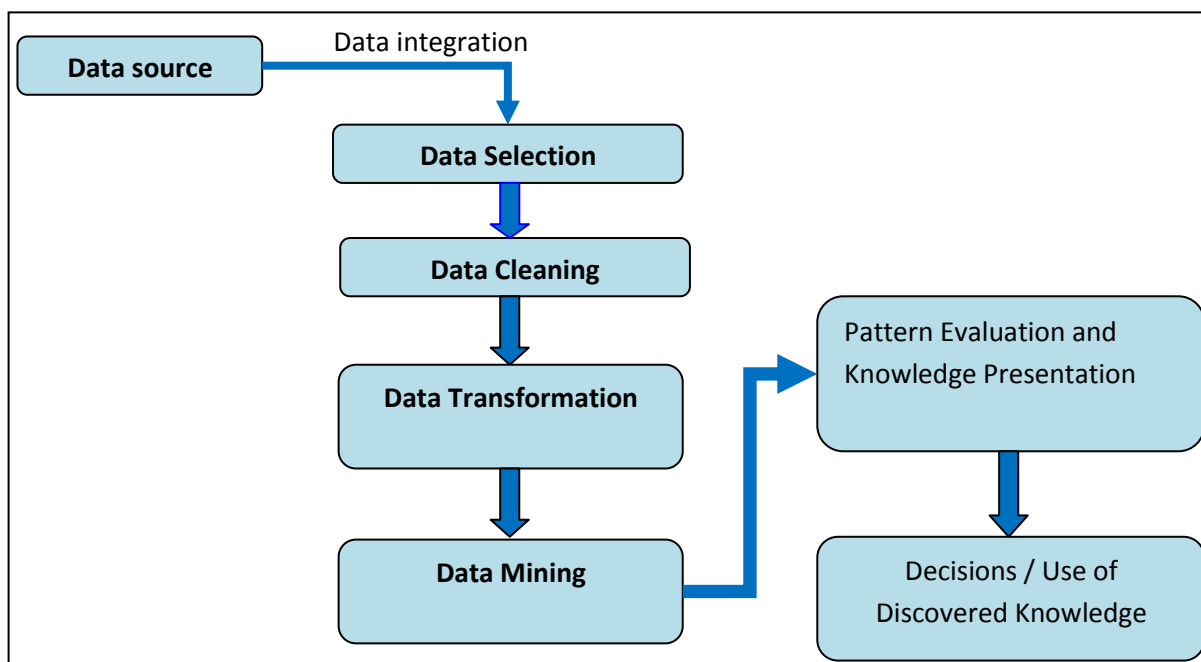 Data integration
Data source
Data Selection
Data Cleaning
Data Transformation
Data Mining
Pattern Evaluation and
Knowledge Presentation
Decisions / Use of
Discovered Knowledge